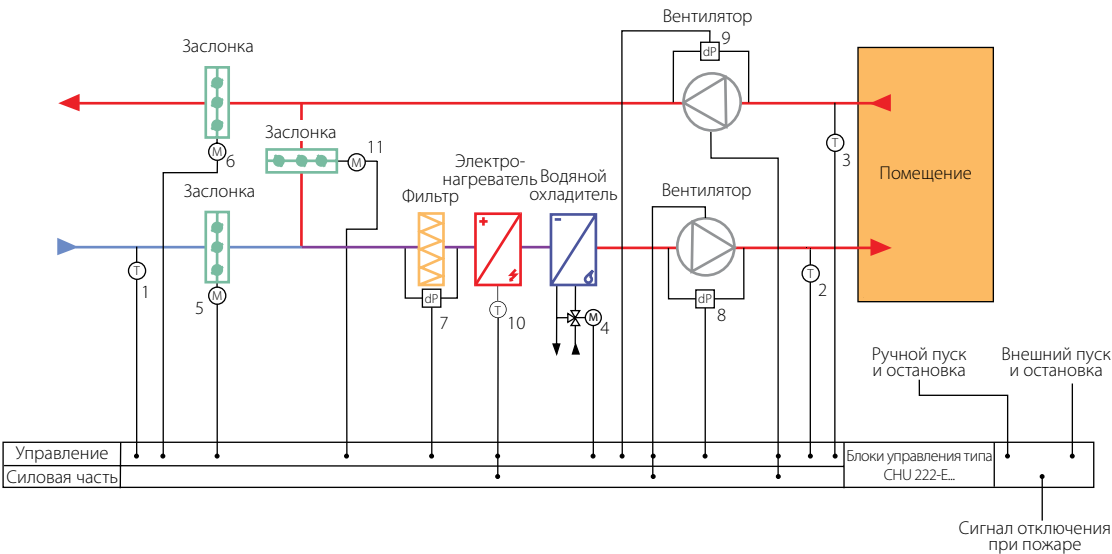 Вентилятор
9
dP
Заслонка
M
6
Заслонка
11
M
T
3
Помещение
Электро-
нагреватель
Водяной
охладитель
Фильтр
Вентилятор
Заслонка
T
1
M
5
dP
7
T
10
M
4
dP
8
T
2
Ручной пуск
и остановка
Внешний пуск
и остановка
Управление
Силовая часть
Блоки управления типа
CHU 222-E...
Сигнал отключения
при пожаре